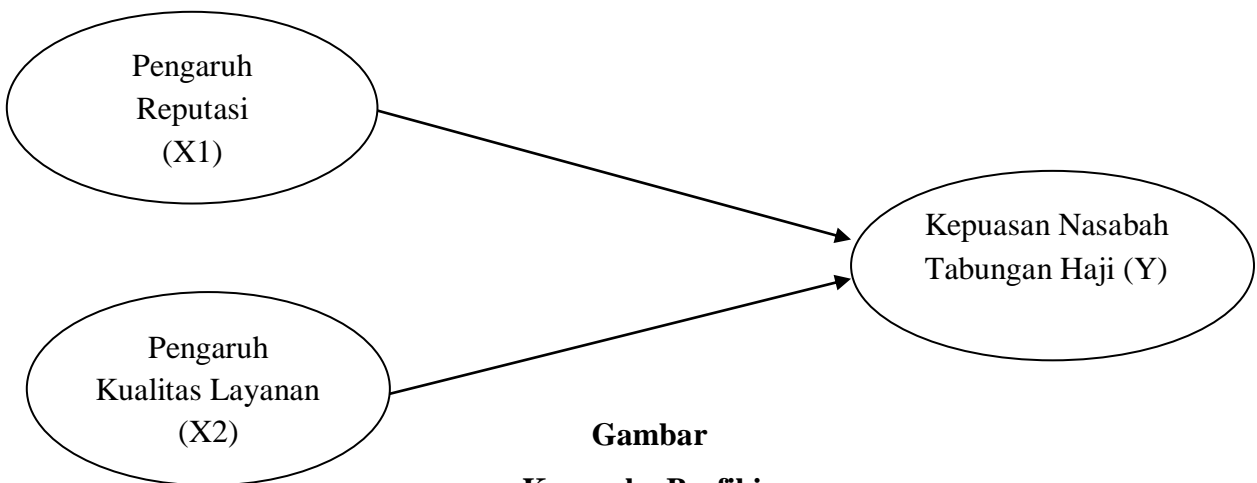 Pengaruh
Reputasi
(X1)
Kepuasan Nasabah
Tabungan Haji (Y)
Pengaruh
Kualitas Layanan
(X2)
Gambar